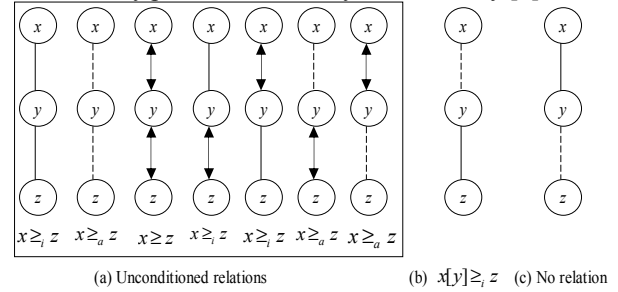 x x x x x x x x x
y y y y y y y y y
z z z z z z z z z
x ≥ᵢ z x ≥ₐ z x ≥ z x ≥ᵢ z x ≥ᵢ z x ≥ₐ z x ≥ₐ z
(a) Unconditioned relations (b) x[y] ≥ᵢ z (c) No relation